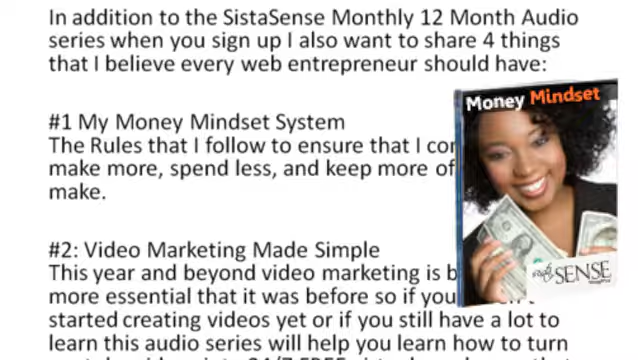 In addition to the SistaSense Monthly 12 Month Audio
series when you sign up I also want to share 4 things
that I believe every web entrepreneur should have:
#1 My Money Mindset System
The Rules that I follow to ensure that I
make more, spend less, and keep more of
make.
Money Mindset
SENSE
#2: Video Marketing Made Simple
This year and beyond video marketing is
more essential that it was before so if you
started creating videos yet or if you still have a lot to
learn this audio series will help you learn how to turn